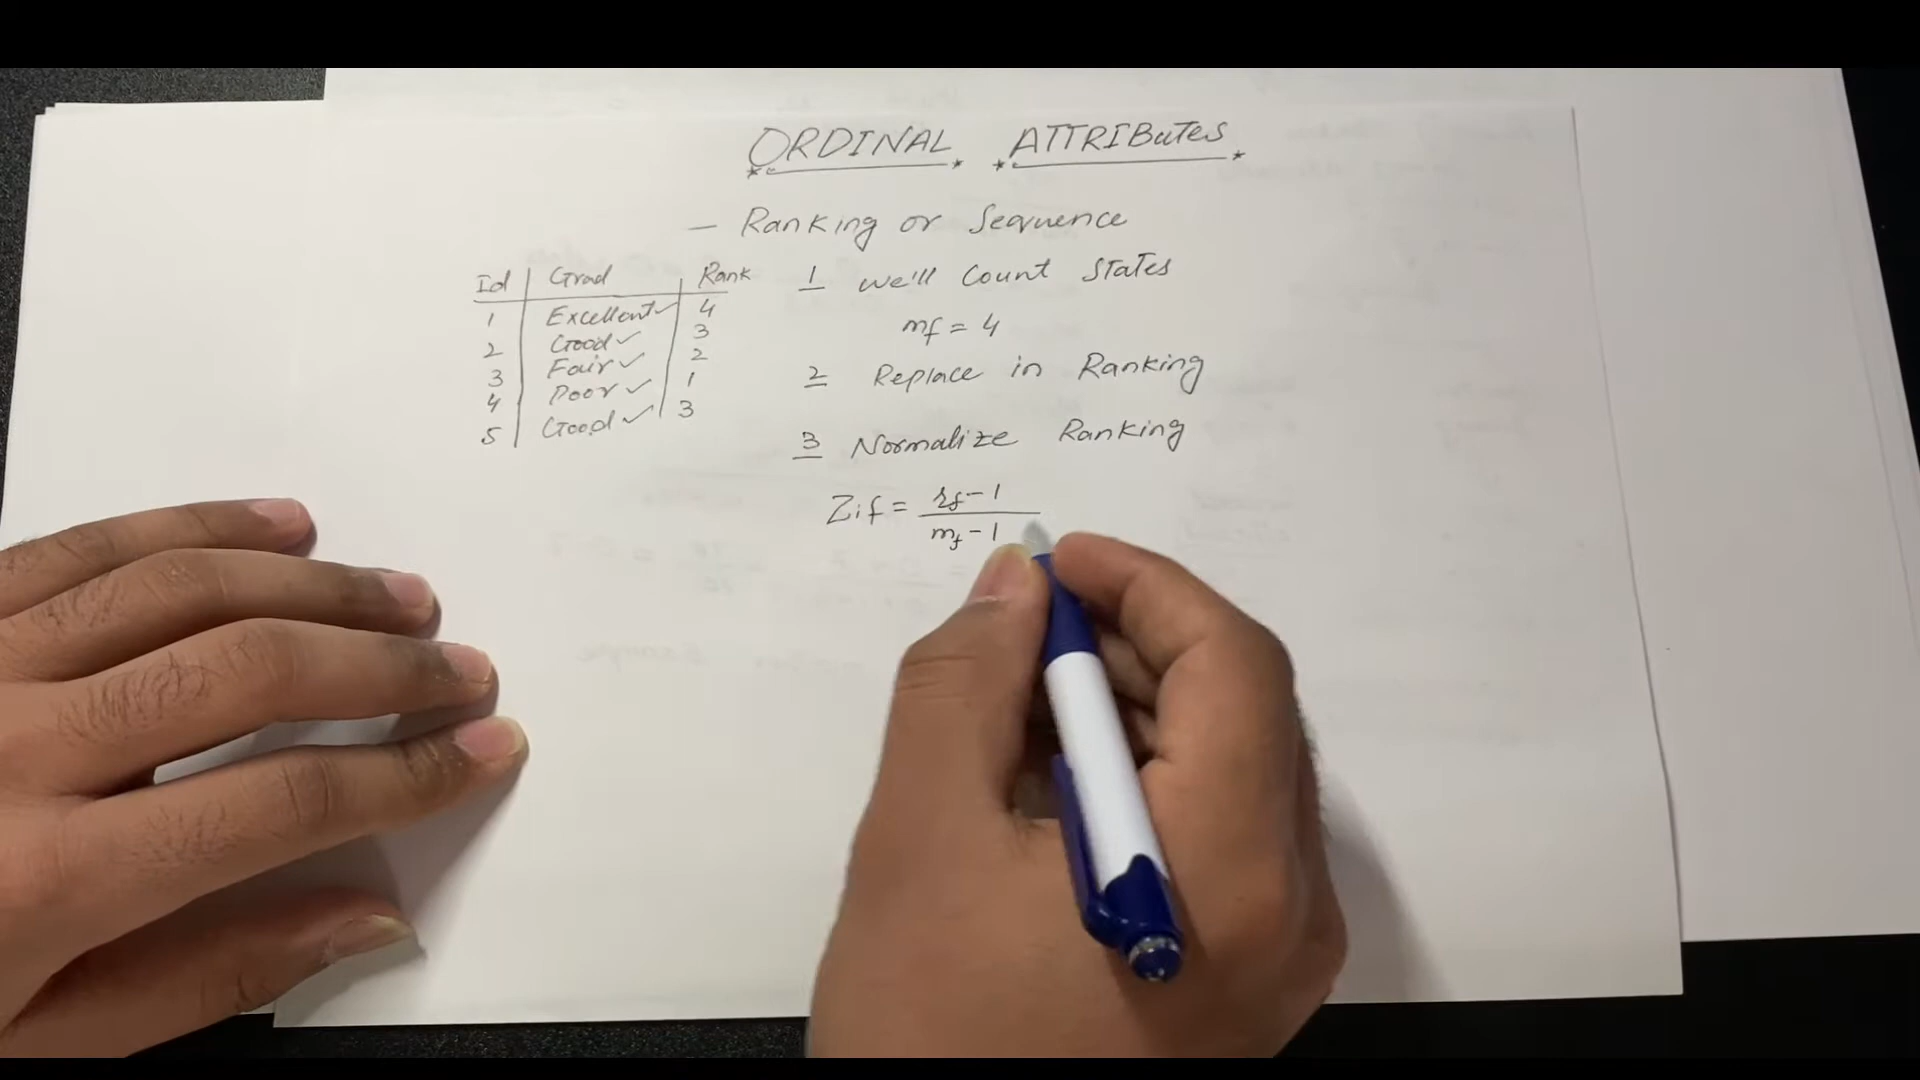 ORDINAL ATTRIButes
— Ranking or Sequence
Id | Grad | Rank
1 Excellent ✓ 4
2 Good ✓ 3
3 Fair ✓ 2
4 Poor ✓ 1
5 Good ✓ 3
1 we'll Count States
mf = 4
2 Replace in Ranking
3 Normalize Ranking
Zif = rf - 1
mf - 1